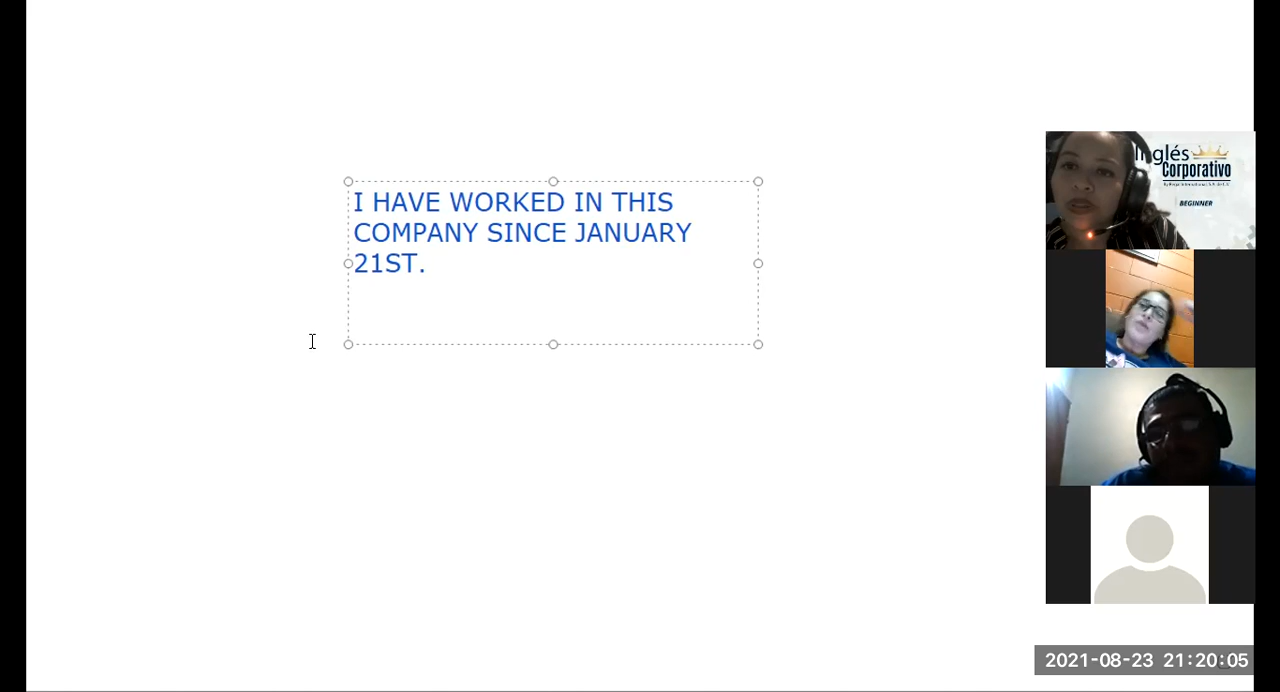 I HAVE WORKED IN THIS
COMPANY SINCE JANUARY
21ST.
Inglés
Corporativo
BEGINNER
2021-08-23 21:20:05